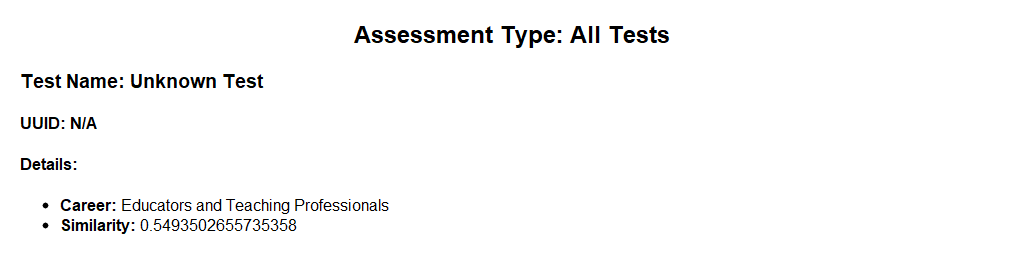 Assessment Type: All Tests
Test Name: Unknown Test
UUID: N/A
Details:
• Career: Educators and Teaching Professionals
• Similarity: 0.5493502655735358